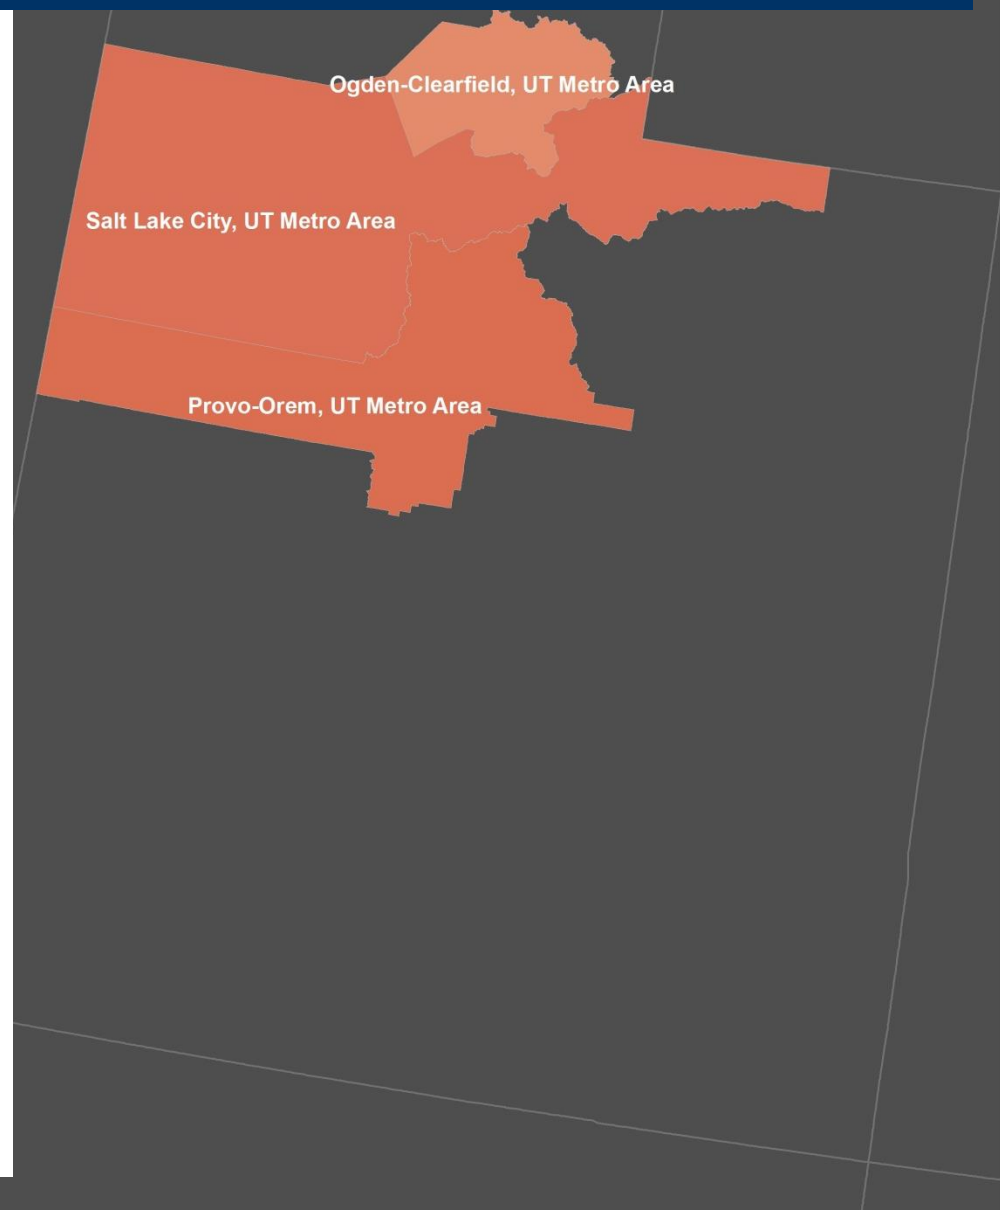 Ogden-Clearfield, UT Metro Area
Salt Lake City, UT Metro Area
Provo-Orem, UT Metro Area